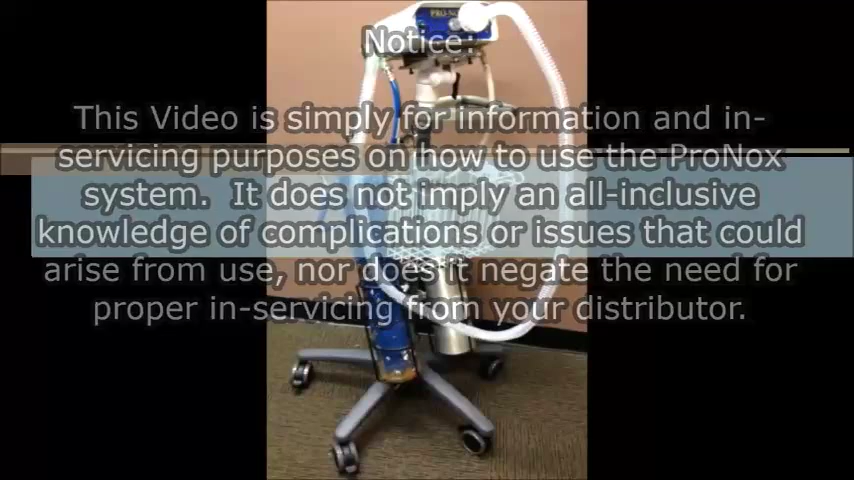 PRO-NOX
Notice:
This Video is simply for information and in-
servicing purposes on how to use the ProNox
system.  It does not imply an all-inclusive
knowledge of complications or issues that could
arise from use, nor does it negate the need for
proper in-servicing from your distributor.